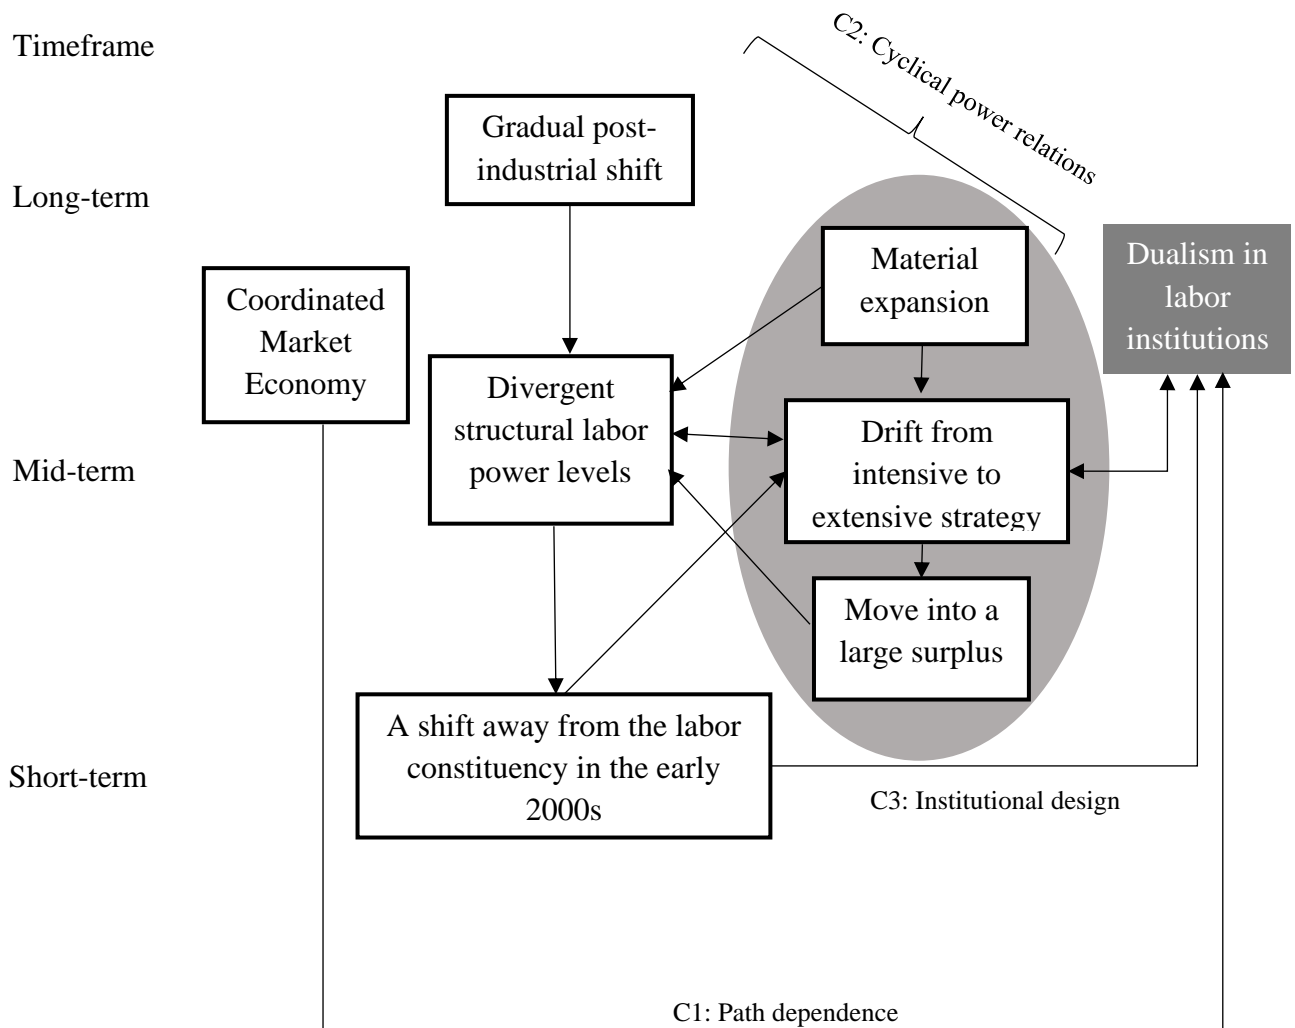 Timeframe
C2: Cyclical power relations
Gradual post-
industrial shift
Long-term
Material
expansion
Dualism in
labor
institutions
Coordinated
Market
Economy
Divergent
structural labor
power levels
Mid-term
Drift from
intensive to
extensive strategy
Move into a
large surplus
A shift away from the labor
constituency in the early
2000s
Short-term
C3: Institutional design
C1: Path dependence